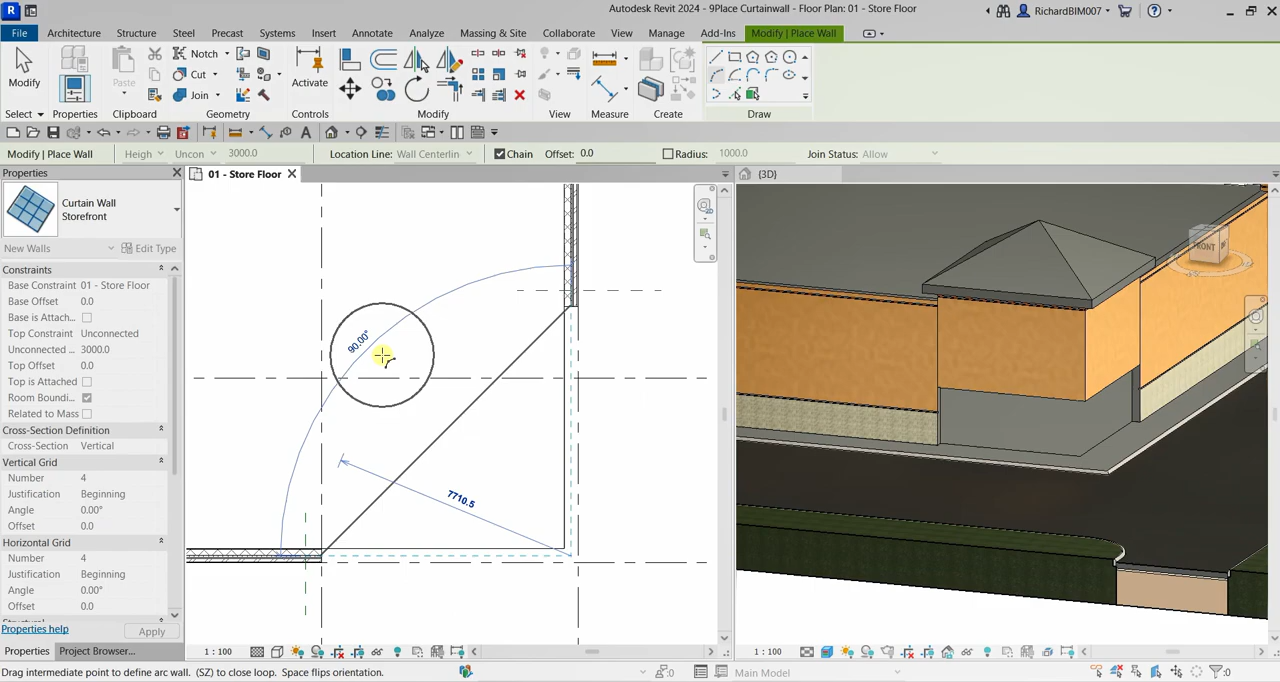 Autodesk Revit 2024 - 9Place Curtainwall - Floor Plan: 01 - Store Floor
RichardBIM007
File Architecture Structure Steel Precast Systems Insert Annotate Analyze Massing & Site Collaborate View Manage Add-Ins Modify | Place Wall
Modify Paste Notch Cut Join Activate
Select Properties Clipboard Geometry Controls Modify View Measure Create Draw
Modify | Place Wall Heigh Uncon 3000.0 Location Line: Wall Centerlin Chain Offset: 0.0 Radius: 1000.0 Join Status: Allow
Properties 01 - Store Floor {3D}
Curtain Wall
Storefront
New Walls Edit Type
Constraints
Base Constraint 01 - Store Floor
Base Offset 0.0
Base is Attached
Top Constraint Unconnected
Unconnected ... 3000.0
Top Offset 0.0
Top is Attached
Room Boundi...
Related to Mass
Cross-Section Definition
Cross-Section Vertical
Vertical Grid
Number 4
Justification Beginning
Angle 0.00°
Offset 0.0
Horizontal Grid
Number 4
Justification Beginning
Angle 0.00°
Offset 0.0
Properties help Apply
Properties Project Browser...
90.00°
7710.5
FRONT
1 : 100
1 : 100
Draw intermediate point to define arc wall. (SZ) to close loop. Space flips orientation. :0 Main Model :0